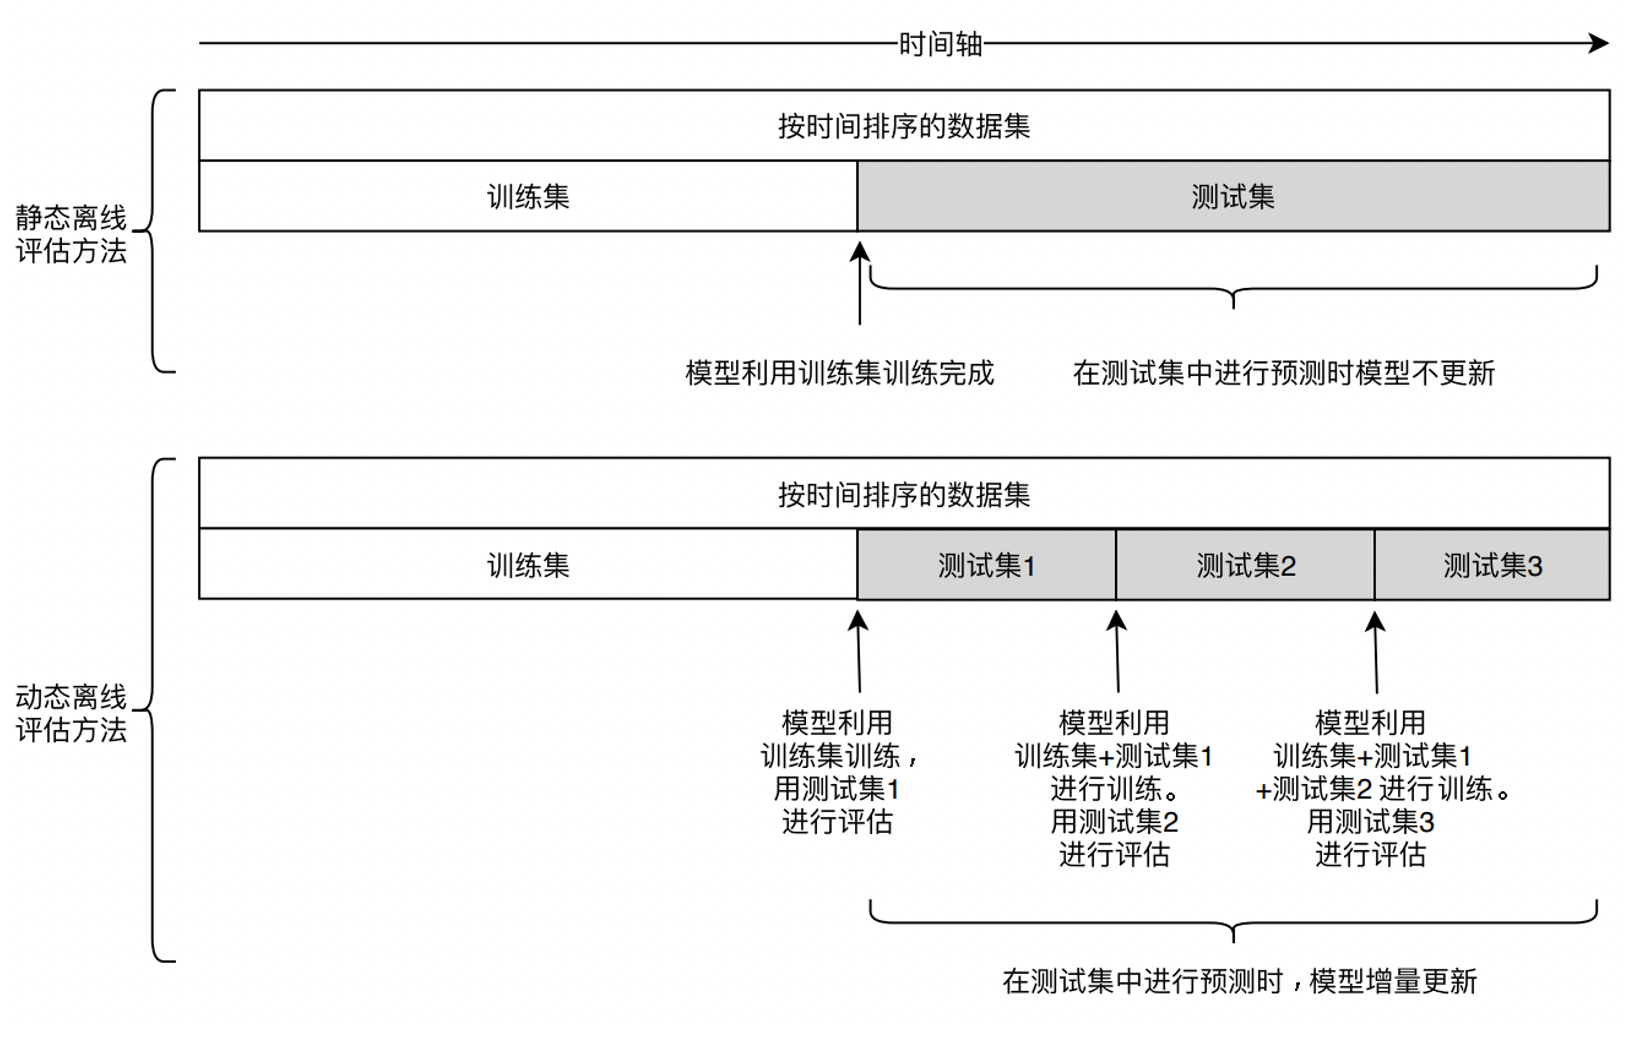 时间轴
按时间排序的数据集
训练集
测试集
静态离线
评估方法
模型利用训练集训练完成
在测试集中进行预测时模型不更新
按时间排序的数据集
训练集
测试集1
测试集2
测试集3
动态离线
评估方法
模型利用
训练集训练，
用测试集1
进行评估
模型利用
训练集+测试集1
进行训练。
用测试集2
进行评估
模型利用
训练集+测试集1
+测试集2 进行训练。
用测试集3
进行评估
在测试集中进行预测时，模型增量更新